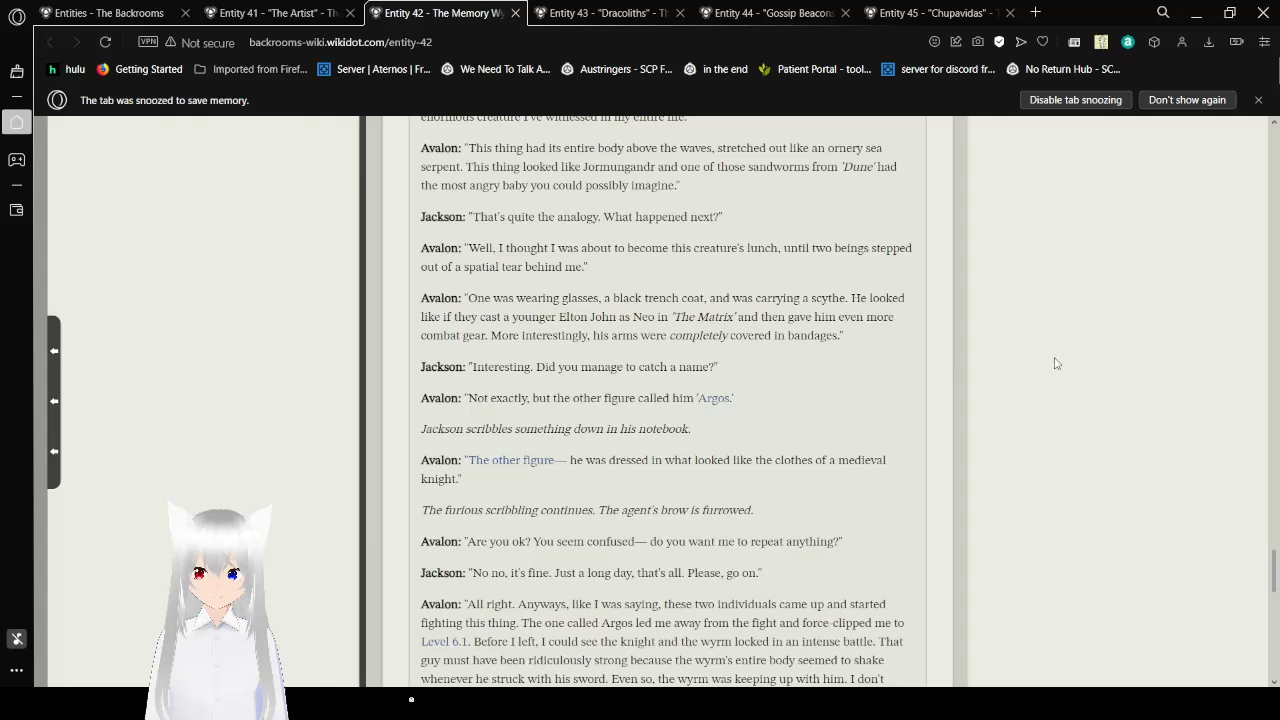 Entities - The Backrooms
Entity 41 - "The Artist" - Th
Entity 42 - "The Memory Wy
Entity 43 - "Dracoliths" - Th
Entity 44 - "Gossip Beacons
Entity 45 - "Chupavidas" - T
VPN Not secure backrooms-wiki.wikidot.com/entity-42
hulu Getting Started Imported from Firef... Server | Aternos | Fr... We Need To Talk A... Austringers - SCP F... in the end Patient Portal - tool... server for discord fr... No Return Hub - SC...
The tab was snoozed to save memory. Disable tab snoozing Don't show again
enormous creature I've witnessed in my entire life."
Avalon: "This thing had its entire body above the waves, stretched out like an ornery sea
serpent. This thing looked like Jormungandr and one of those sandworms from 'Dune' had
the most angry baby you could possibly imagine."
Jackson: "That's quite the analogy. What happened next?"
Avalon: "Well, I thought I was about to become this creature's lunch, until two beings stepped
out of a spatial tear behind me."
Avalon: "One was wearing glasses, a black trench coat, and was carrying a scythe. He looked
like if they cast a younger Elton John as Neo in 'The Matrix' and then gave him even more
combat gear. More interestingly, his arms were completely covered in bandages."
Jackson: "Interesting. Did you manage to catch a name?"
Avalon: "Not exactly, but the other figure called him 'Argos.'
Jackson scribbles something down in his notebook.
Avalon: "The other figure— he was dressed in what looked like the clothes of a medieval
knight."
The furious scribbling continues. The agent's brow is furrowed.
Avalon: "Are you ok? You seem confused— do you want me to repeat anything?"
Jackson: "No no, it's fine. Just a long day, that's all. Please, go on."
Avalon: "All right. Anyways, like I was saying, these two individuals came up and started
fighting this thing. The one called Argos led me away from the fight and force-clipped me to
Level 6.1. Before I left, I could see the knight and the wyrm locked in an intense battle. That
guy must have been ridiculously strong because the wyrm's entire body seemed to shake
whenever he struck with his sword. Even so, the wyrm was keeping up with him. I don't